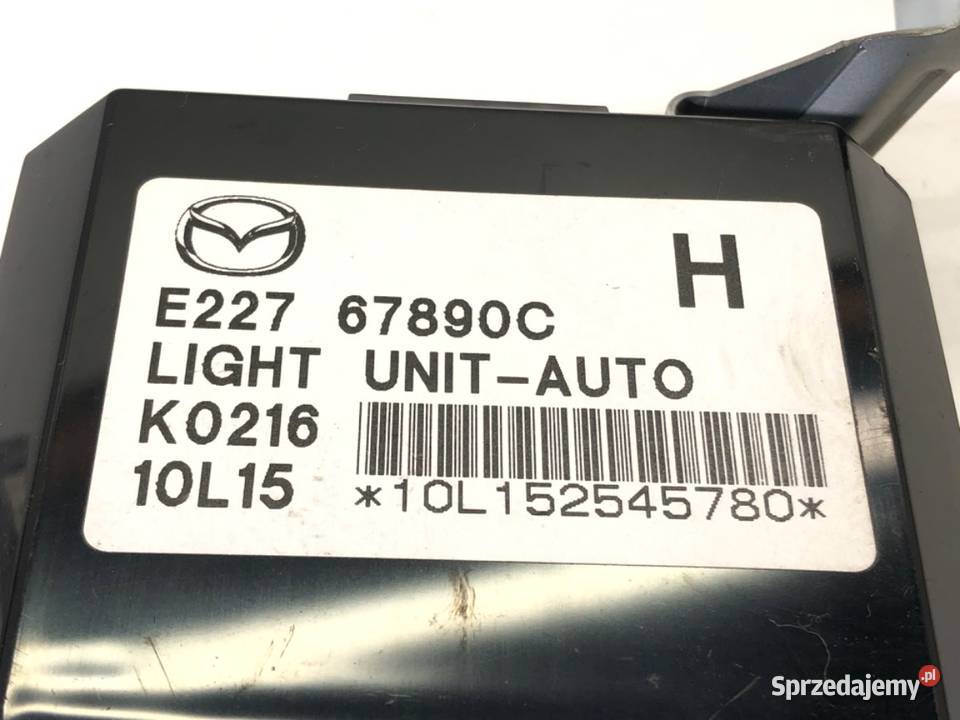 H
E227 67890C
LIGHT UNIT-AUTO
K0216
10L15 *10L152545780*
Sprzedajemy.pl